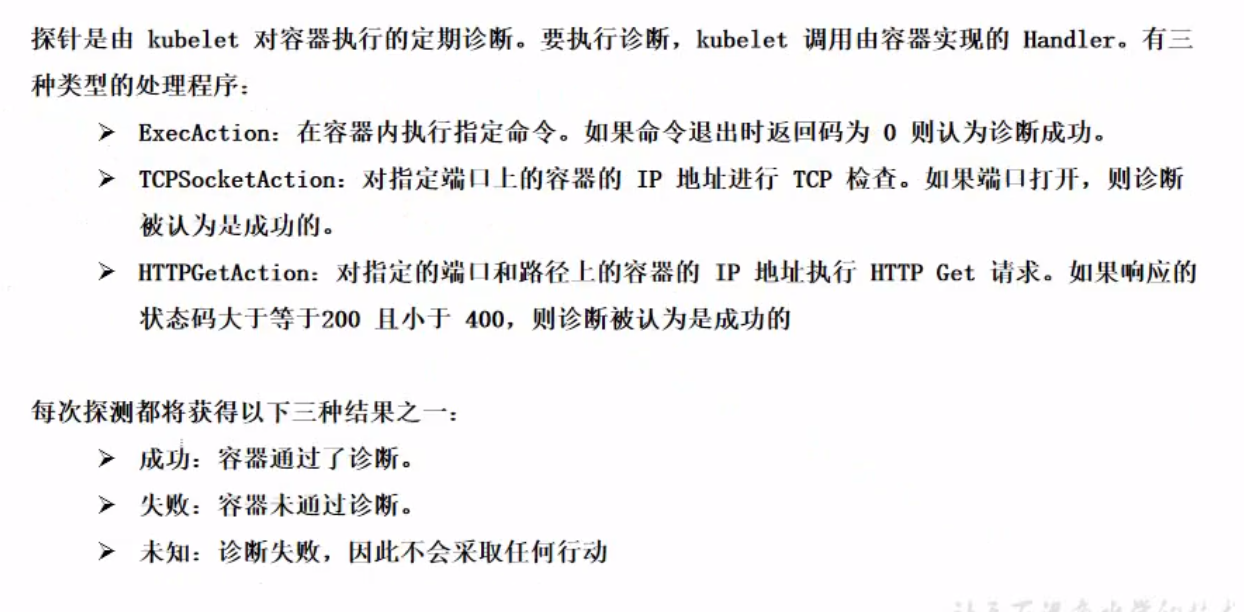 探针是由 kubelet 对容器执行的定期诊断。要执行诊断，kubelet 调用由容器实现的 Handler。有三
种类型的处理程序：
➢ ExecAction：在容器内执行指定命令。如果命令退出时返回码为 0 则认为诊断成功。
➢ TCPSocketAction：对指定端口上的容器的 IP 地址进行 TCP 检查。如果端口打开，则诊断
被认为是成功的。
➢ HTTPGetAction：对指定的端口和路径上的容器的 IP 地址执行 HTTP Get 请求。如果响应的
状态码大于等于200 且小于 400，则诊断被认为是成功的
每次探测都将获得以下三种结果之一：
➢ 成功：容器通过了诊断。
➢ 失败：容器未通过诊断。
➢ 未知：诊断失败，因此不会采取任何行动